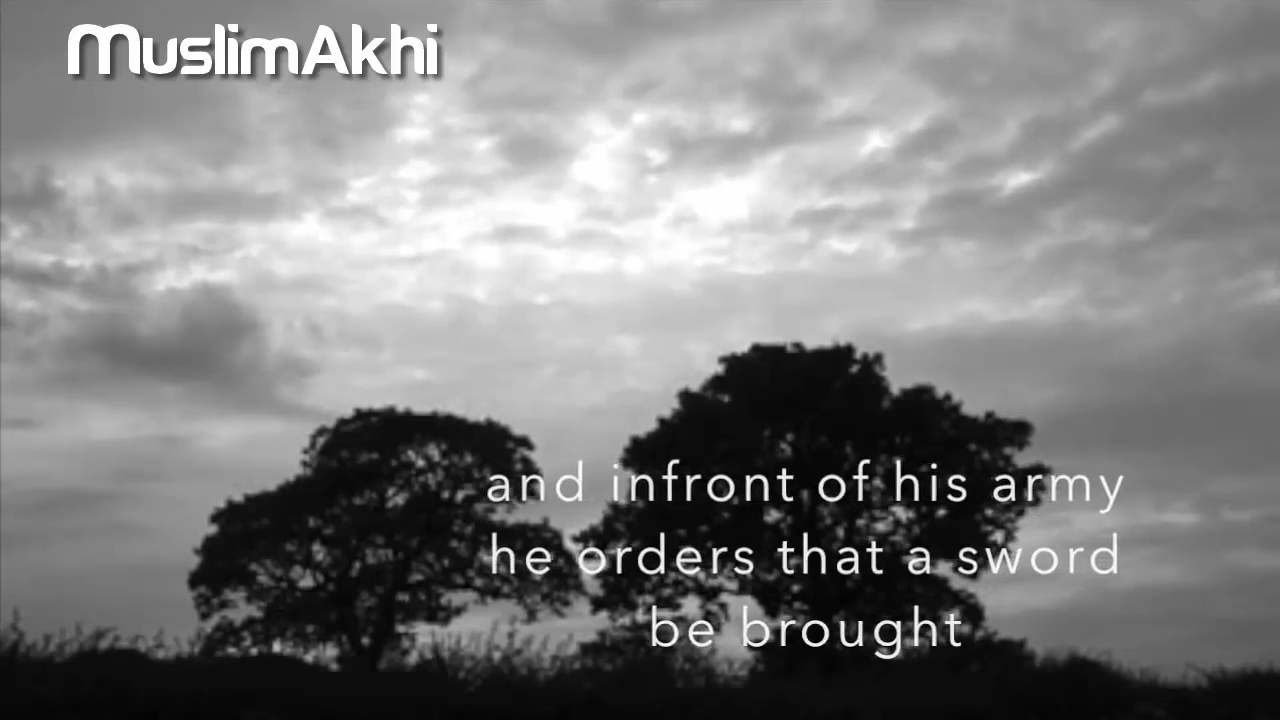 MuslimAkhi
and infront of his army
he orders that a sword
be brought